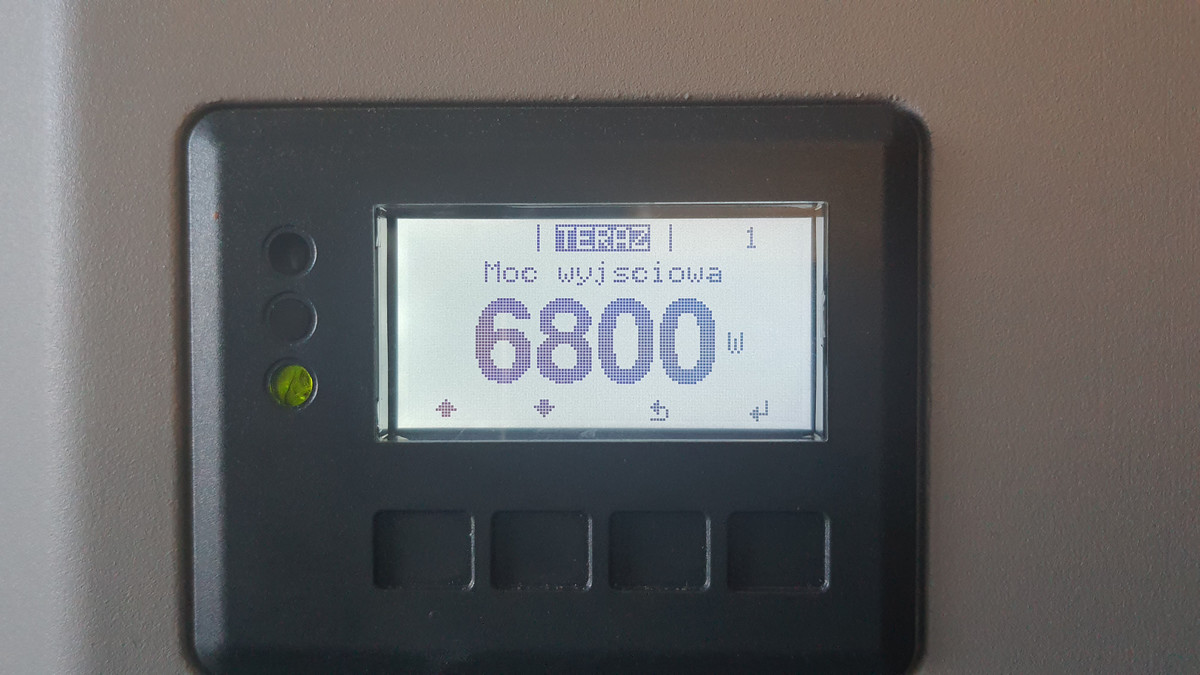 | TERAZ | 1
Moc wyjsciowa
6800 W